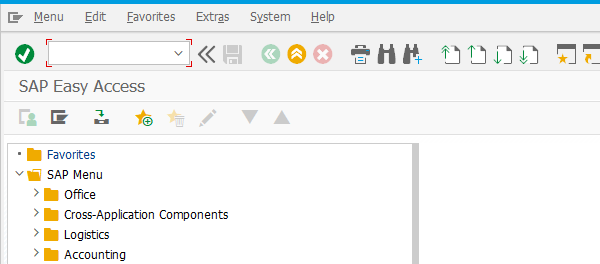 Menu Edit Favorites Extras System Help
SAP Easy Access
Favorites
SAP Menu
Office
Cross-Application Components
Logistics
Accounting